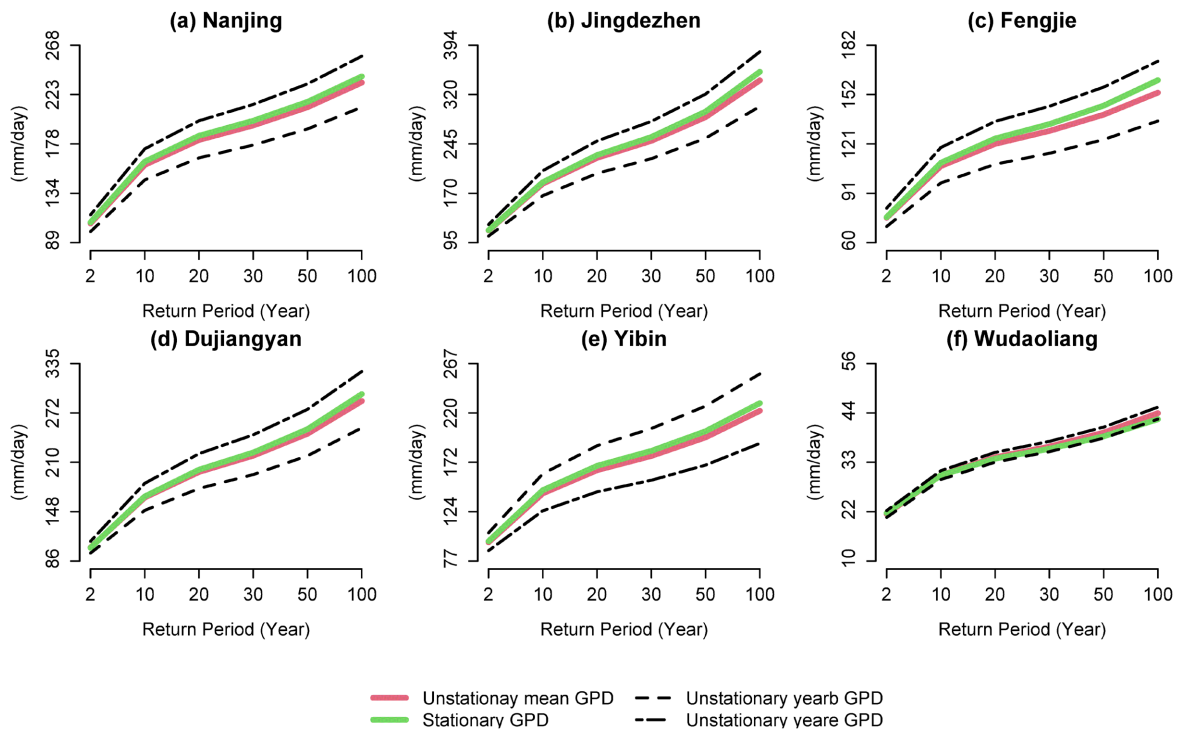 (a) Nanjing
(mm/day)
268
223
178
134
89
2 10 20 30 50 100
Return Period (Year)
(b) Jingdezhen
(mm/day)
394
320
245
170
95
2 10 20 30 50 100
Return Period (Year)
(c) Fengjie
(mm/day)
182
152
121
91
60
2 10 20 30 50 100
Return Period (Year)
(d) Dujiangyan
(mm/day)
335
272
210
148
86
2 10 20 30 50 100
Return Period (Year)
(e) Yibin
(mm/day)
267
220
172
124
77
2 10 20 30 50 100
Return Period (Year)
(f) Wudaoliang
(mm/day)
56
44
33
22
10
2 10 20 30 50 100
Return Period (Year)
Unstationay mean GPD
Stationary GPD
Unstationary yearb GPD
Unstationary yeare GPD